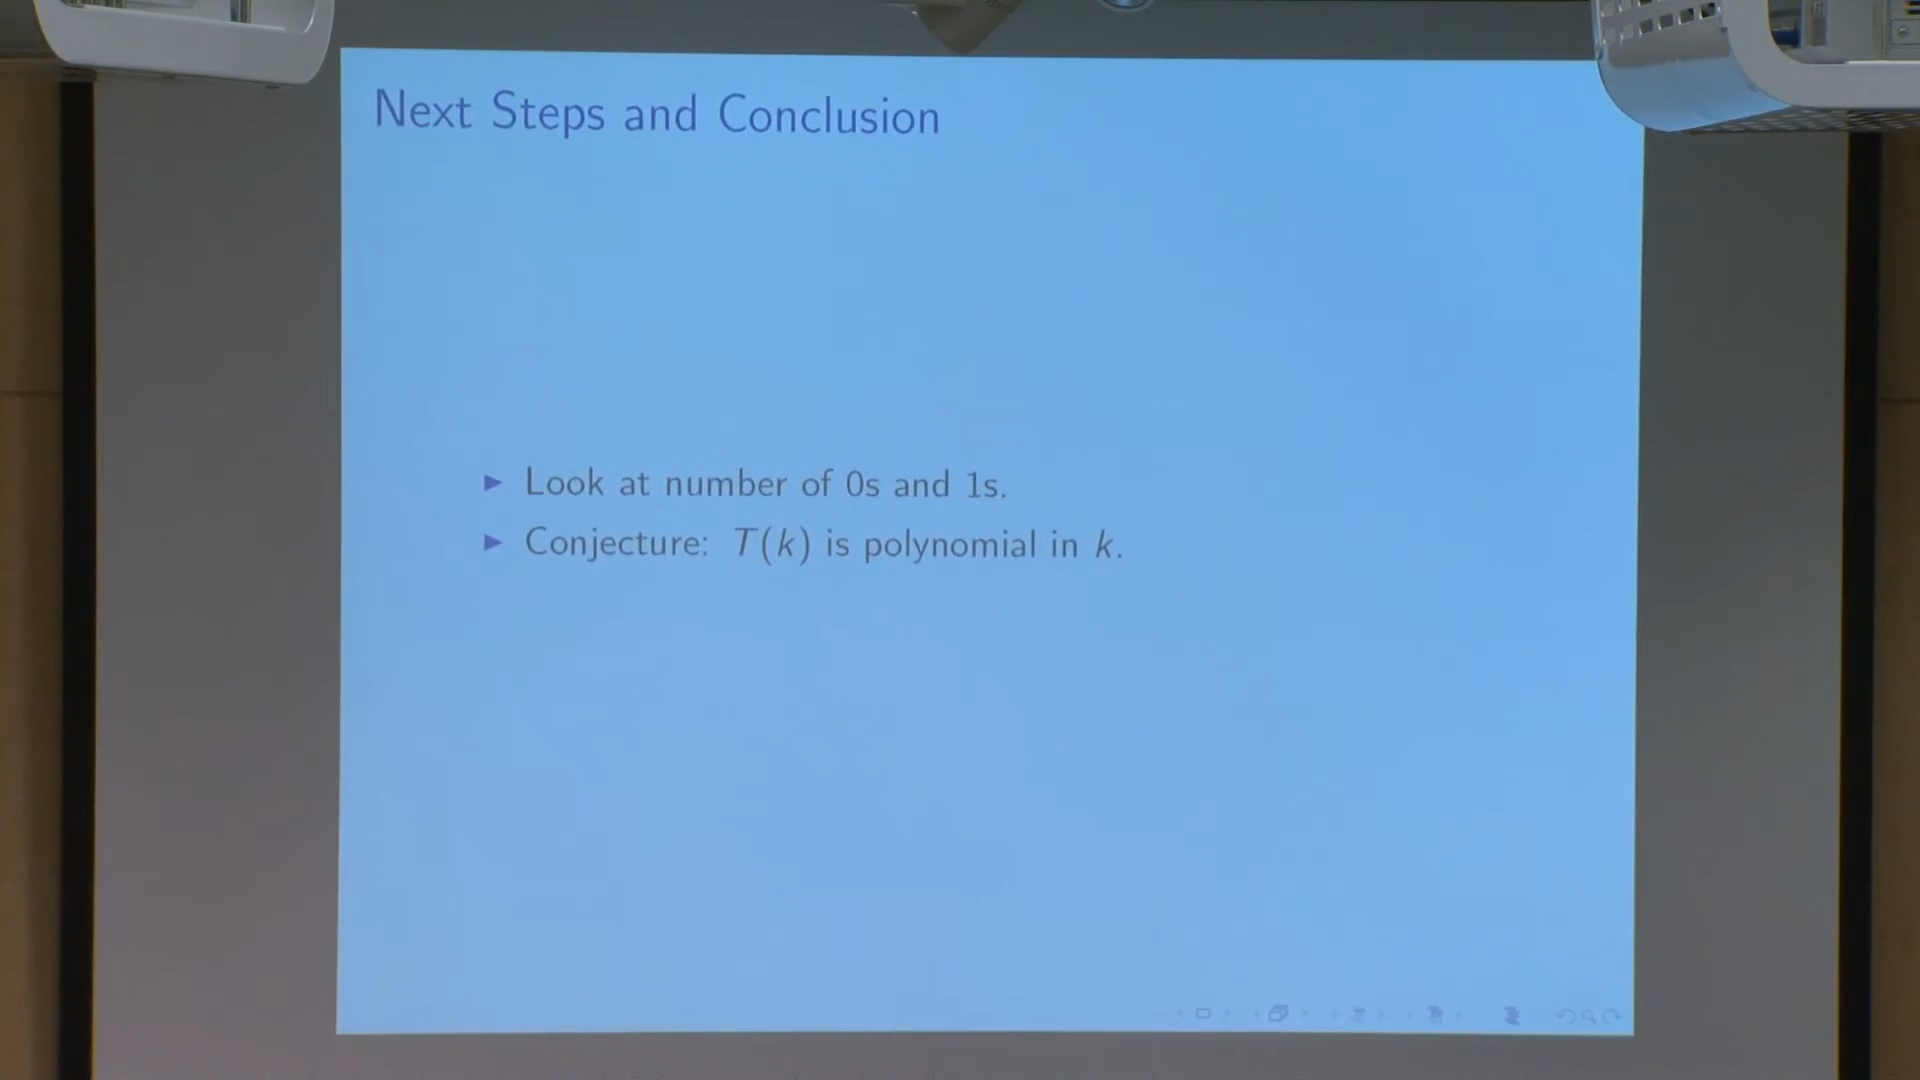 Next Steps and Conclusion
▶ Look at number of 0s and 1s.
▶ Conjecture: T(k) is polynomial in k.